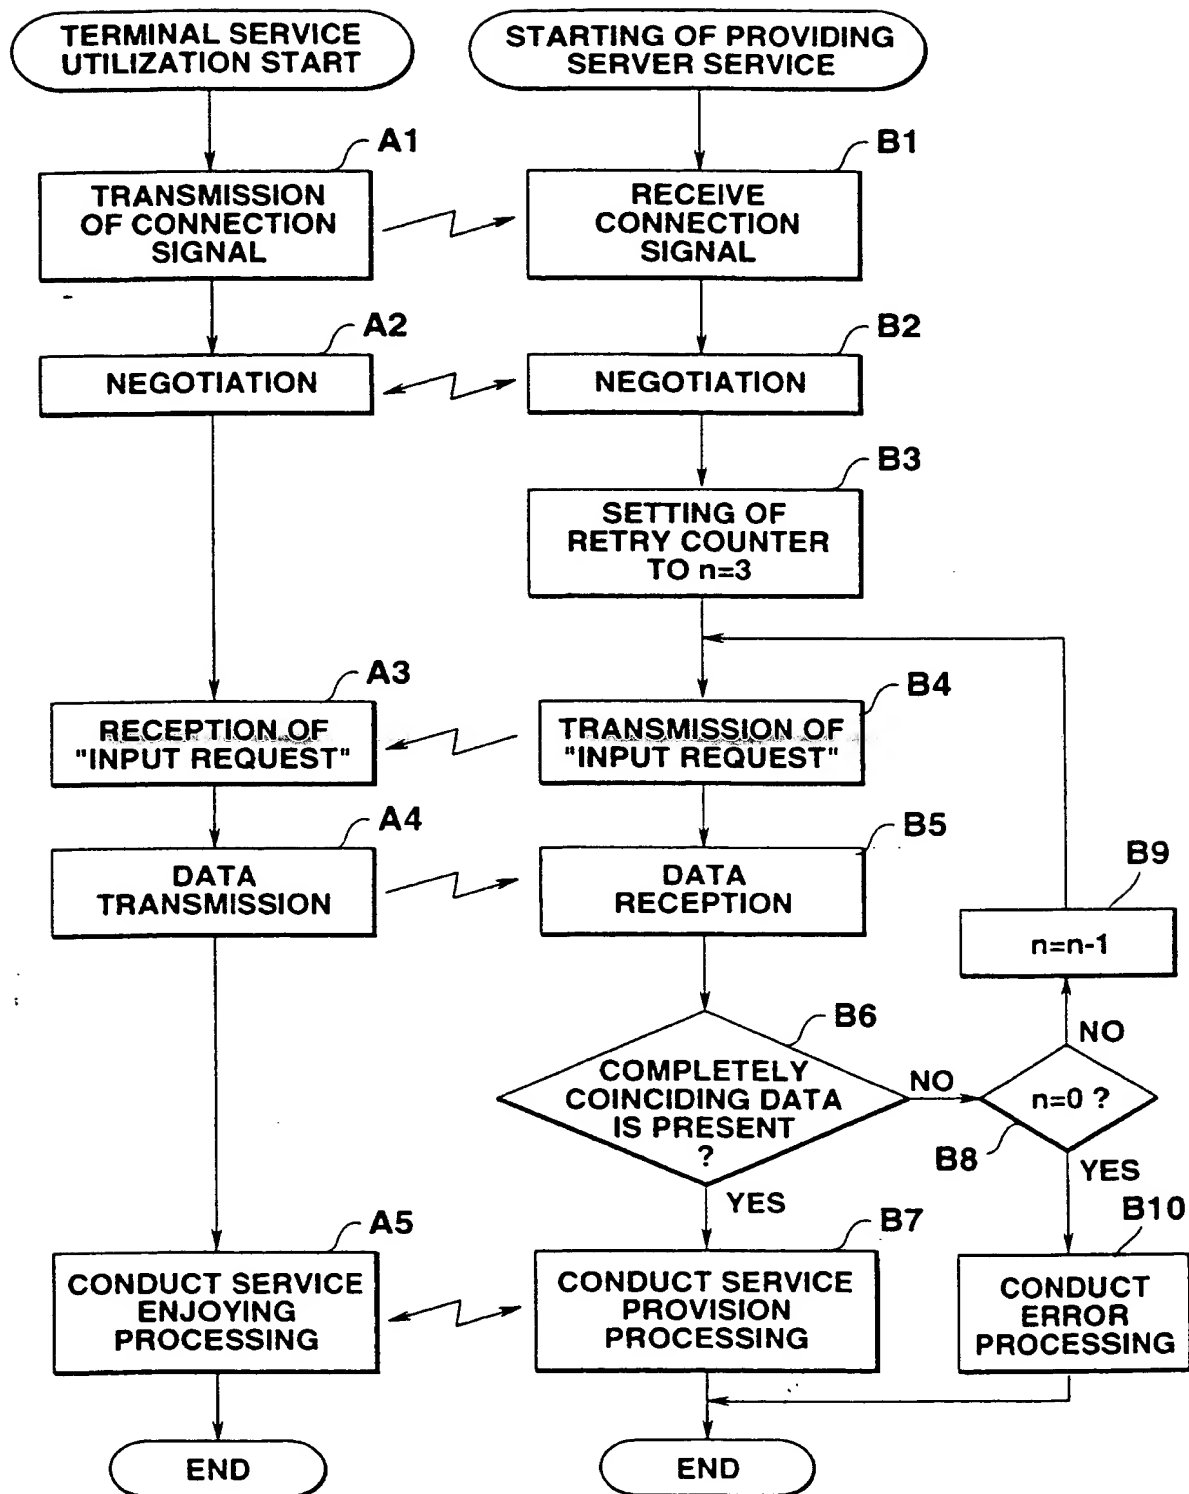 TERMINAL SERVICE
UTILIZATION START
STARTING OF PROVIDING
SERVER SERVICE
A1
TRANSMISSION
OF CONNECTION
SIGNAL
B1
RECEIVE
CONNECTION
SIGNAL
A2
NEGOTIATION
B2
NEGOTIATION
B3
SETTING OF
RETRY COUNTER
TO n=3
A3
RECEPTION OF
"INPUT REQUEST"
B4
TRANSMISSION OF
"INPUT REQUEST"
A4
DATA
TRANSMISSION
B5
DATA
RECEPTION
B9
n=n-1
B6
COMPLETELY
COINCIDING DATA
IS PRESENT
?
NO
NO
n=0 ?
B8
YES
YES
A5
CONDUCT SERVICE
ENJOYING
PROCESSING
B7
CONDUCT SERVICE
PROVISION
PROCESSING
B10
CONDUCT
ERROR
PROCESSING
END
END